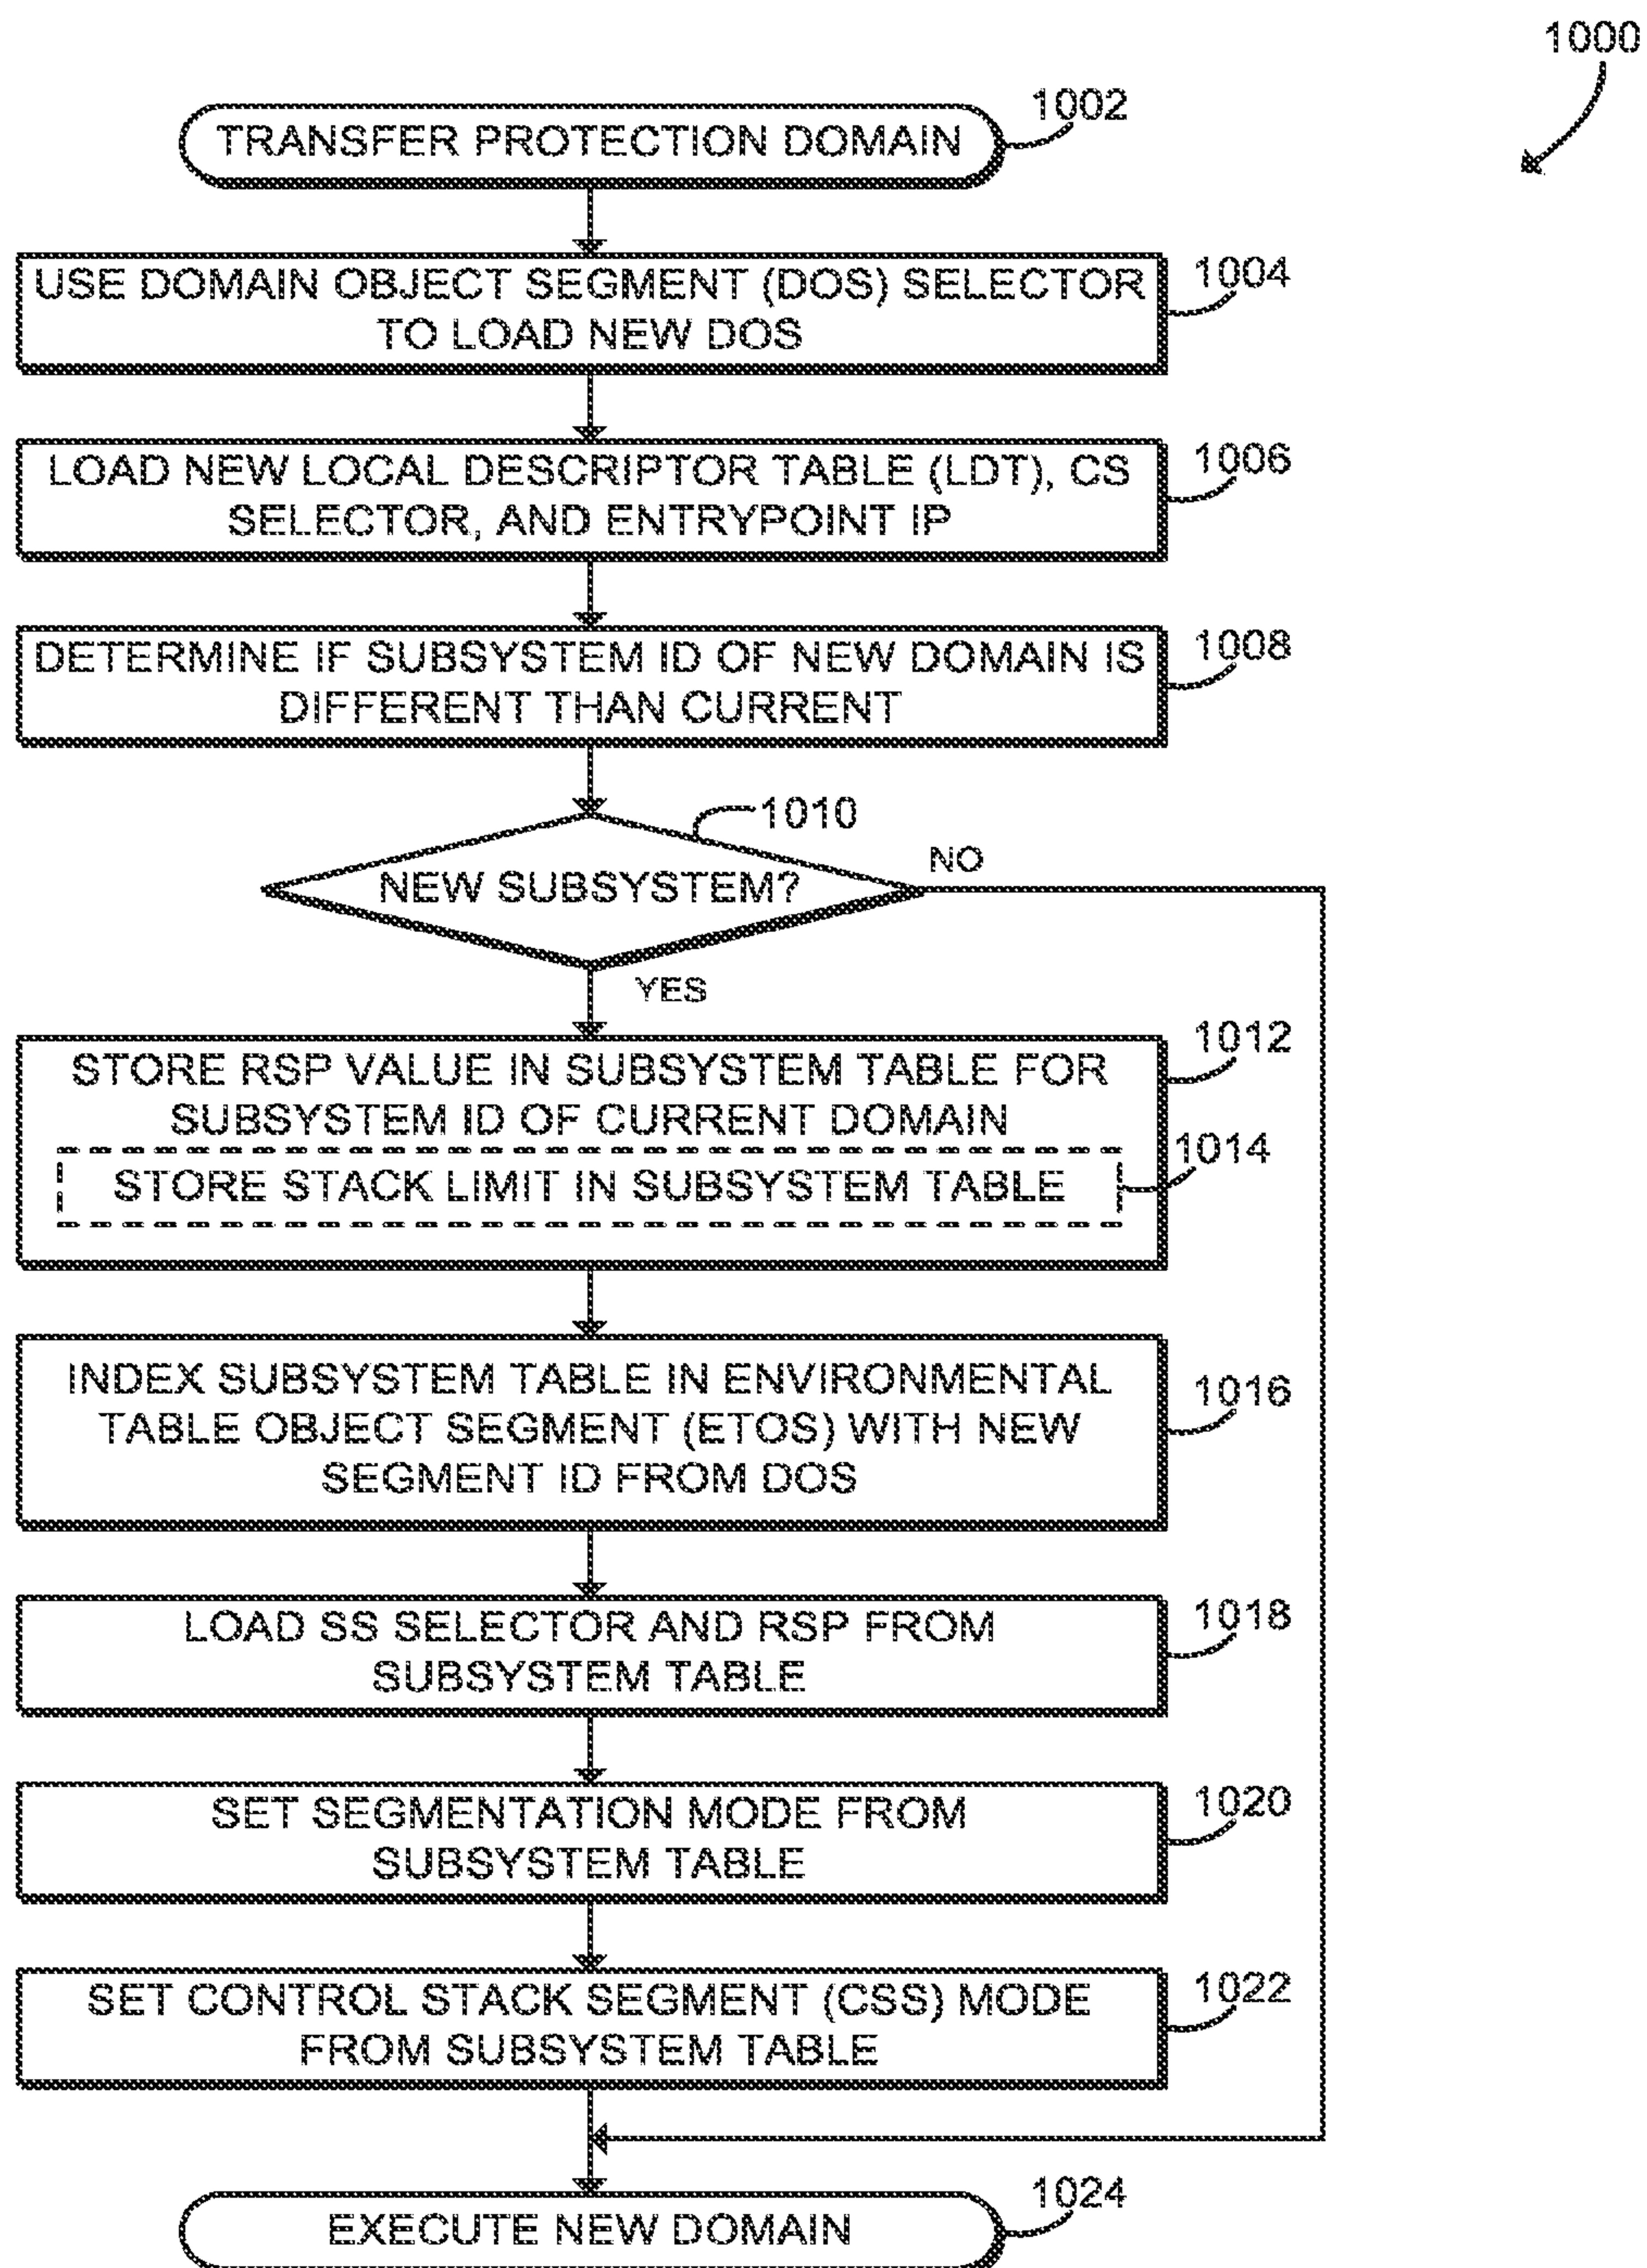 1000
TRANSFER PROTECTION DOMAIN
1002
USE DOMAIN OBJECT SEGMENT (DOS) SELECTOR
TO LOAD NEW DOS
1004
LOAD NEW LOCAL DESCRIPTOR TABLE (LDT), CS
SELECTOR, AND ENTRYPOINT IP
1006
DETERMINE IF SUBSYSTEM ID OF NEW DOMAIN IS
DIFFERENT THAN CURRENT
1008
1010
NEW SUBSYSTEM?
NO
YES
STORE RSP VALUE IN SUBSYSTEM TABLE FOR
SUBSYSTEM ID OF CURRENT DOMAIN
1012
STORE STACK LIMIT IN SUBSYSTEM TABLE
1014
INDEX SUBSYSTEM TABLE IN ENVIRONMENTAL
TABLE OBJECT SEGMENT (ETOS) WITH NEW
SEGMENT ID FROM DOS
1016
LOAD SS SELECTOR AND RSP FROM
SUBSYSTEM TABLE
1018
SET SEGMENTATION MODE FROM
SUBSYSTEM TABLE
1020
SET CONTROL STACK SEGMENT (CSS) MODE
FROM SUBSYSTEM TABLE
1022
EXECUTE NEW DOMAIN
1024